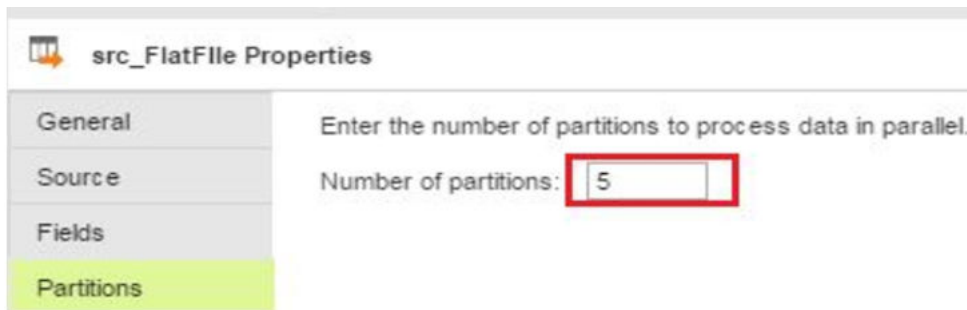 src_FlatFIle Properties
General
Source
Fields
Partitions
Enter the number of partitions to process data in parallel.
Number of partitions: 5